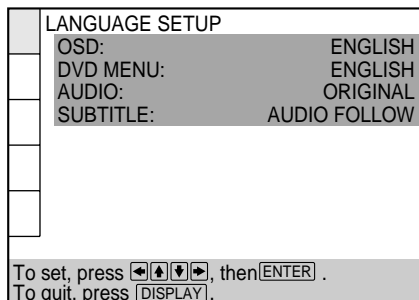 LANGUAGE SETUP
OSD: ENGLISH
DVD MENU: ENGLISH
AUDIO: ORIGINAL
SUBTITLE: AUDIO FOLLOW
To set, press ←↑↓→, then ENTER .
To quit, press DISPLAY.